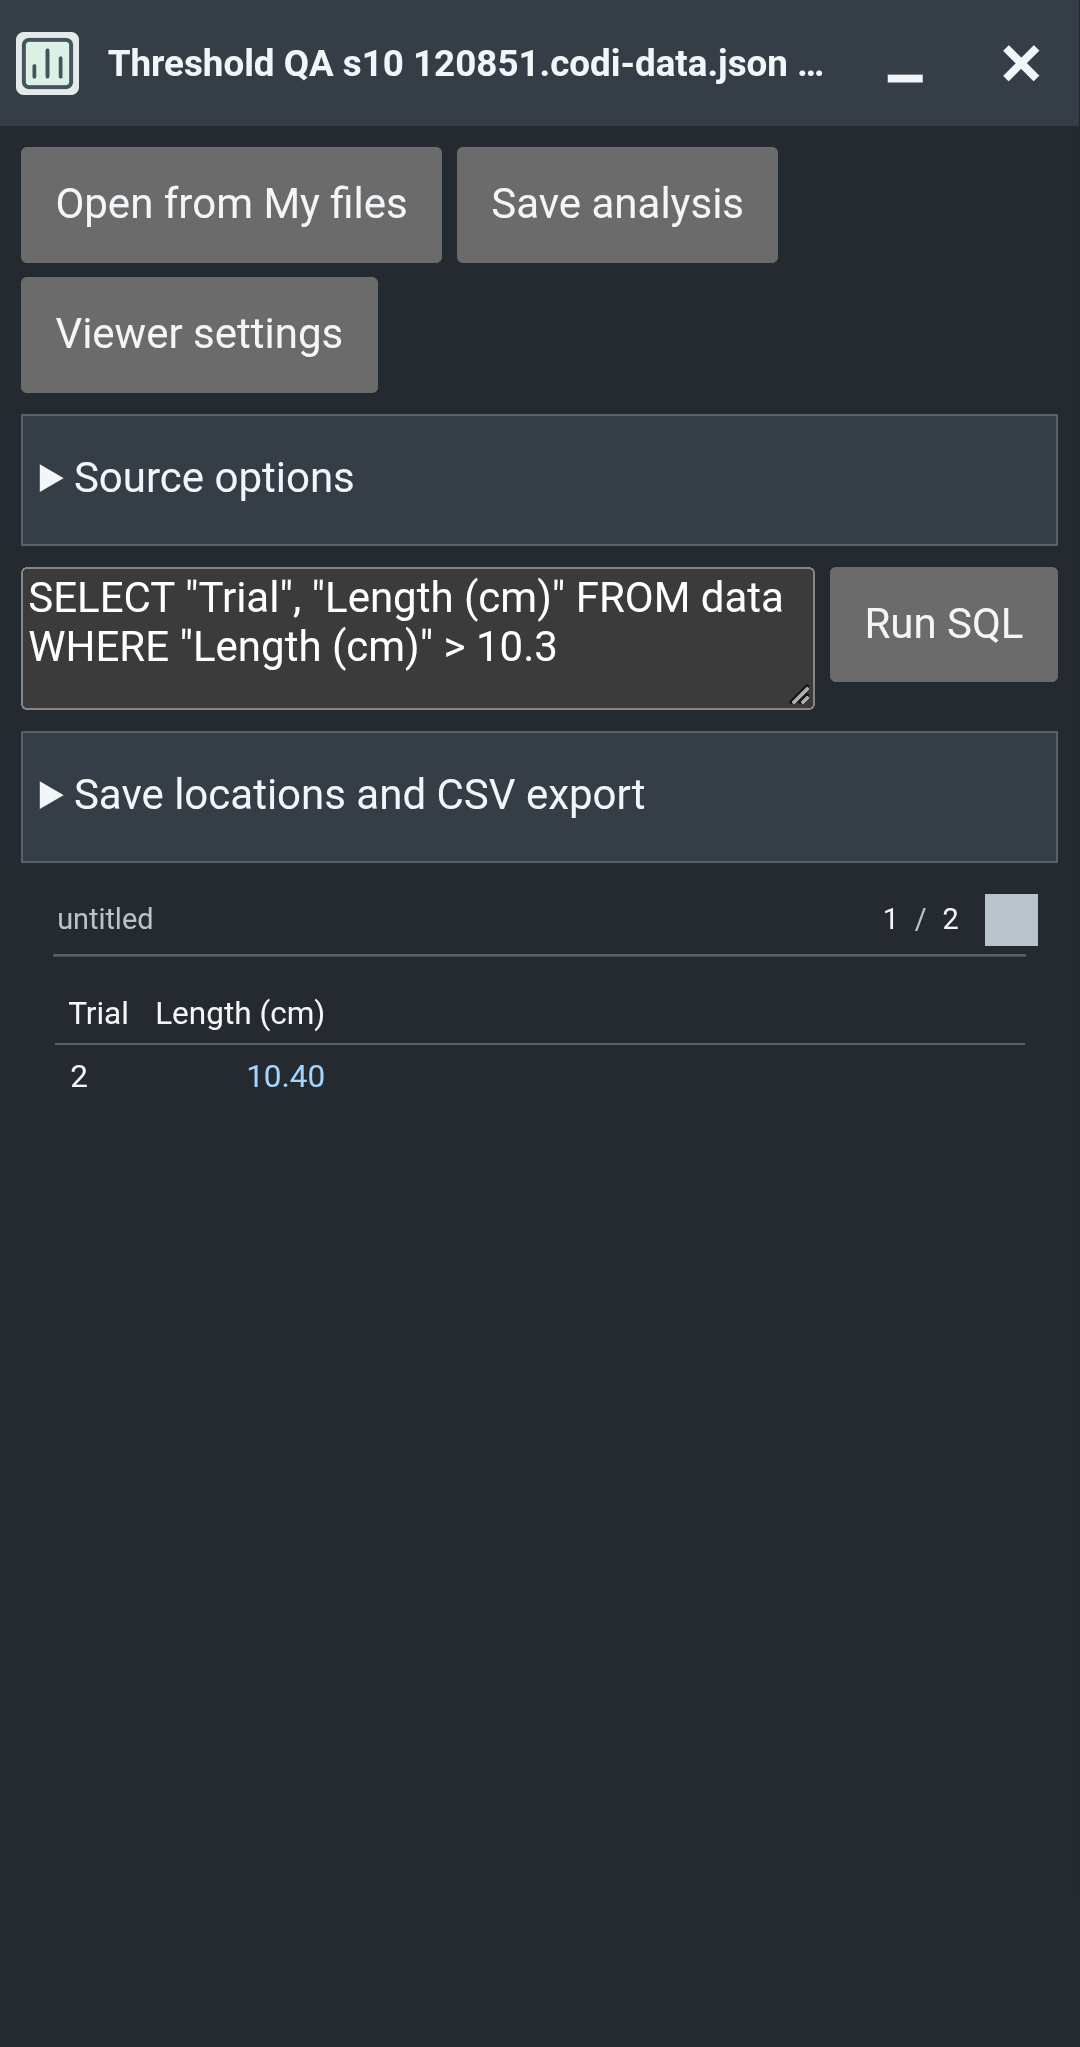 Threshold QA s10 120851.codi-data.json ...
Open from My files
Save analysis
Viewer settings
Source options
SELECT "Trial", "Length (cm)" FROM data
WHERE "Length (cm)" > 10.3
Run SQL
Save locations and CSV export
untitled
1 / 2
Trial Length (cm)
2 10.40